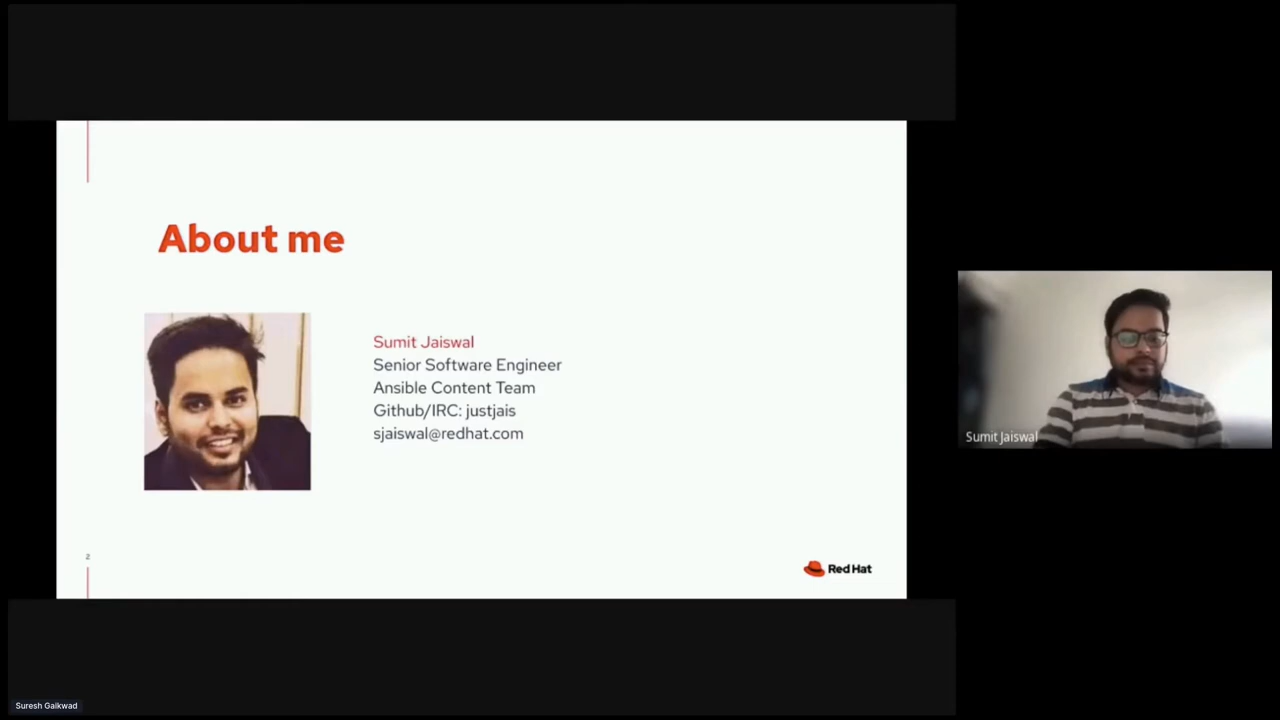 About me
Sumit Jaiswal
Senior Software Engineer
Ansible Content Team
Github/IRC: justjais
sjaiswal@redhat.com
2
Red Hat
Sumit Jaiswal
Suresh Gaikwad